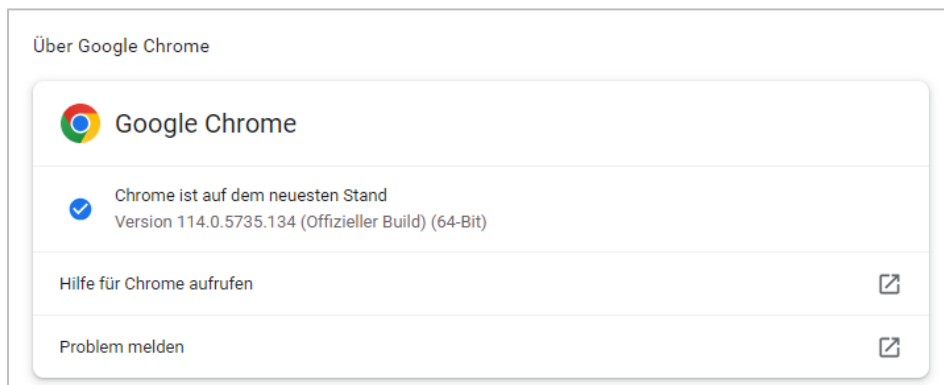 Über Google Chrome
Google Chrome
Chrome ist auf dem neuesten Stand
Version 114.0.5735.134 (Offizieller Build) (64-Bit)
Hilfe für Chrome aufrufen
Problem melden